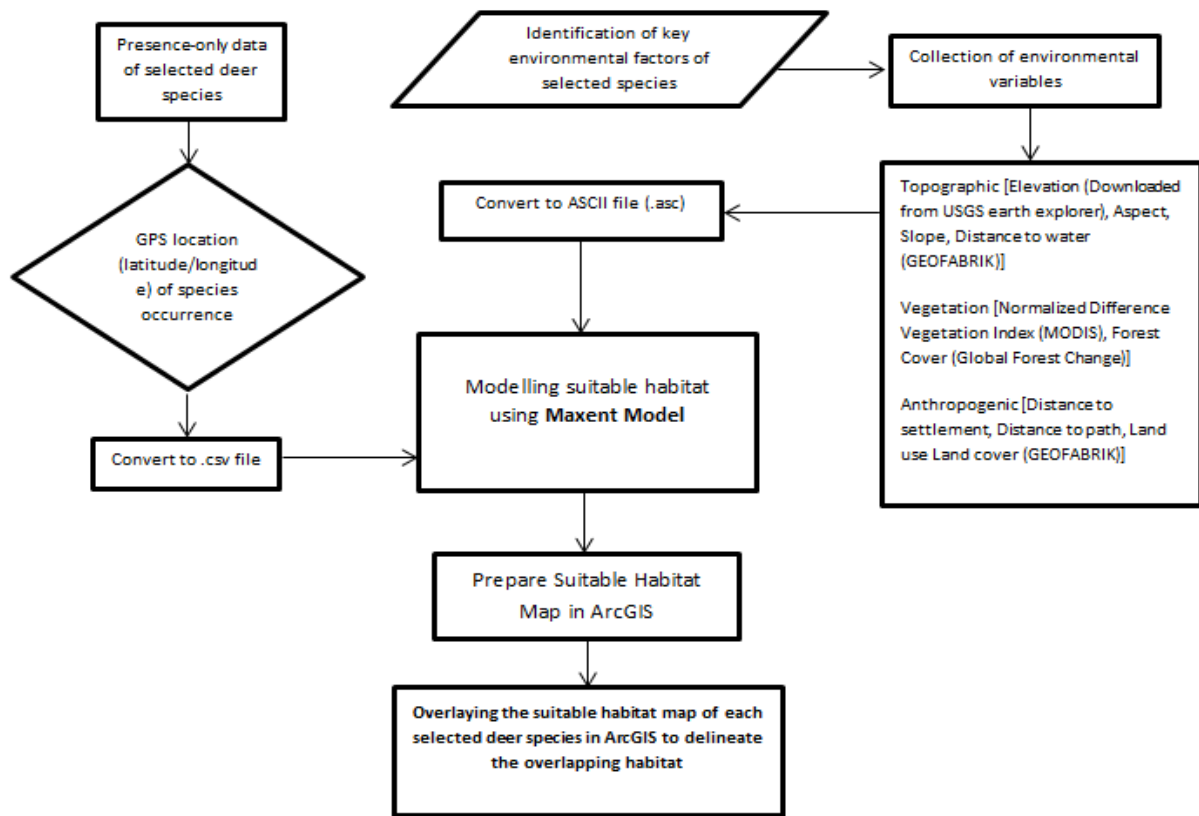 Presence-only data
of selected deer
species
Identification of key
environmental factors of
selected species
Collection of environmental
variables
GPS location
(latitude/longitud
e) of species
occurrence
Convert to ASCII file (.asc)
Topographic [Elevation (Downloaded
from USGS earth explorer), Aspect,
Slope, Distance to water
(GEOFABRIK)]
Vegetation [Normalized Difference
Vegetation Index (MODIS), Forest
Cover (Global Forest Change)]
Anthropogenic [Distance to
settlement, Distance to path, Land
use Land cover (GEOFABRIK)]
Convert to .csv file
Modelling suitable habitat
using Maxent Model
Prepare Suitable Habitat
Map in ArcGIS
Overlaying the suitable habitat map of each
selected deer species in ArcGIS to delineate
the overlapping habitat